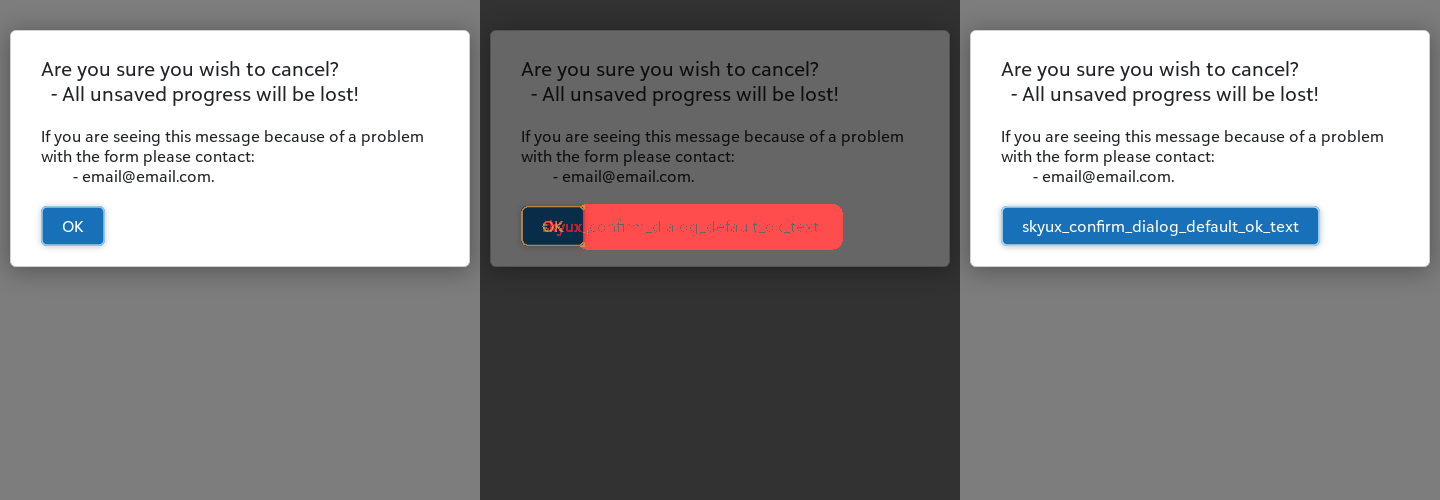 Are you sure you wish to cancel?
- All unsaved progress will be lost!
If you are seeing this message because of a problem
with the form please contact:
- email@email.com.
OK
Are you sure you wish to cancel?
- All unsaved progress will be lost!
If you are seeing this message because of a problem
with the form please contact:
- email@email.com.
OK
Are you sure you wish to cancel?
- All unsaved progress will be lost!
If you are seeing this message because of a problem
with the form please contact:
- email@email.com.
skyux_confirm_dialog_default_ok_text